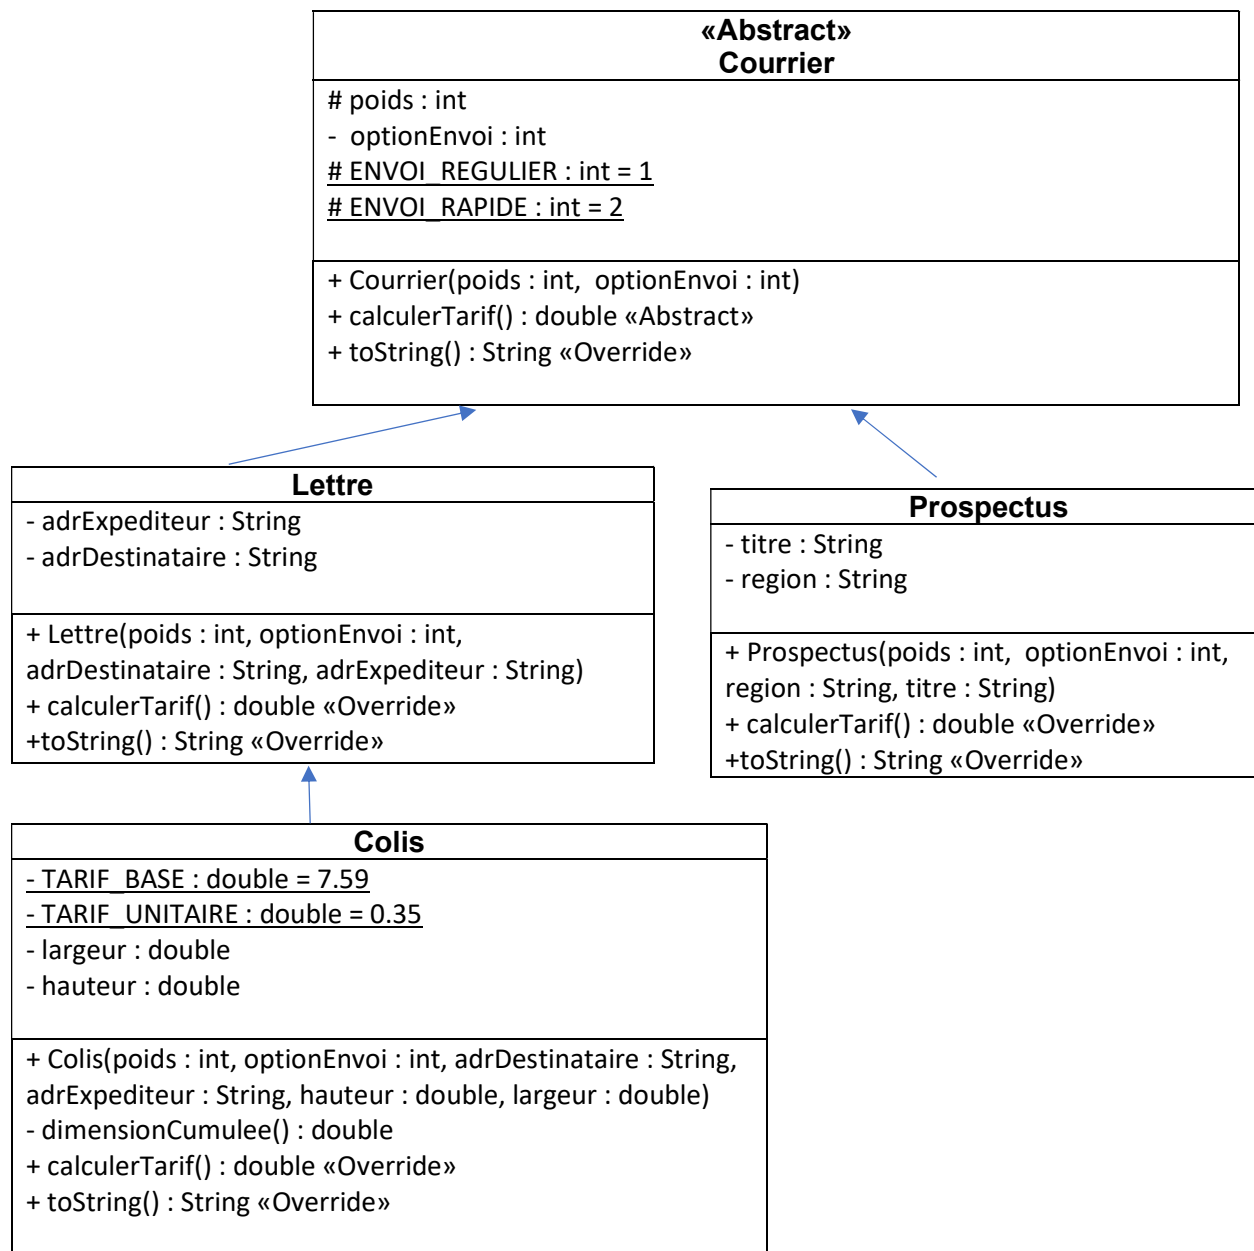 «Abstract»
Courrier
# poids : int
- optionEnvoi : int
# ENVOI_REGULIER : int = 1
# ENVOI_RAPIDE : int = 2
+ Courrier(poids : int, optionEnvoi : int)
+ calculerTarif() : double «Abstract»
+ toString() : String «Override»
Lettre
- adrExpediteur : String
- adrDestinataire : String
+ Lettre(poids : int, optionEnvoi : int,
adrDestinataire : String, adrExpediteur : String)
+ calculerTarif() : double «Override»
+toString() : String «Override»
Prospectus
- titre : String
- region : String
+ Prospectus(poids : int, optionEnvoi : int,
region : String, titre : String)
+ calculerTarif() : double «Override»
+toString() : String «Override»
Colis
- TARIF_BASE : double = 7.59
- TARIF_UNITAIRE : double = 0.35
- largeur : double
- hauteur : double
+ Colis(poids : int, optionEnvoi : int, adrDestinataire : String,
adrExpediteur : String, hauteur : double, largeur : double)
- dimensionCumulee() : double
+ calculerTarif() : double «Override»
+ toString() : String «Override»